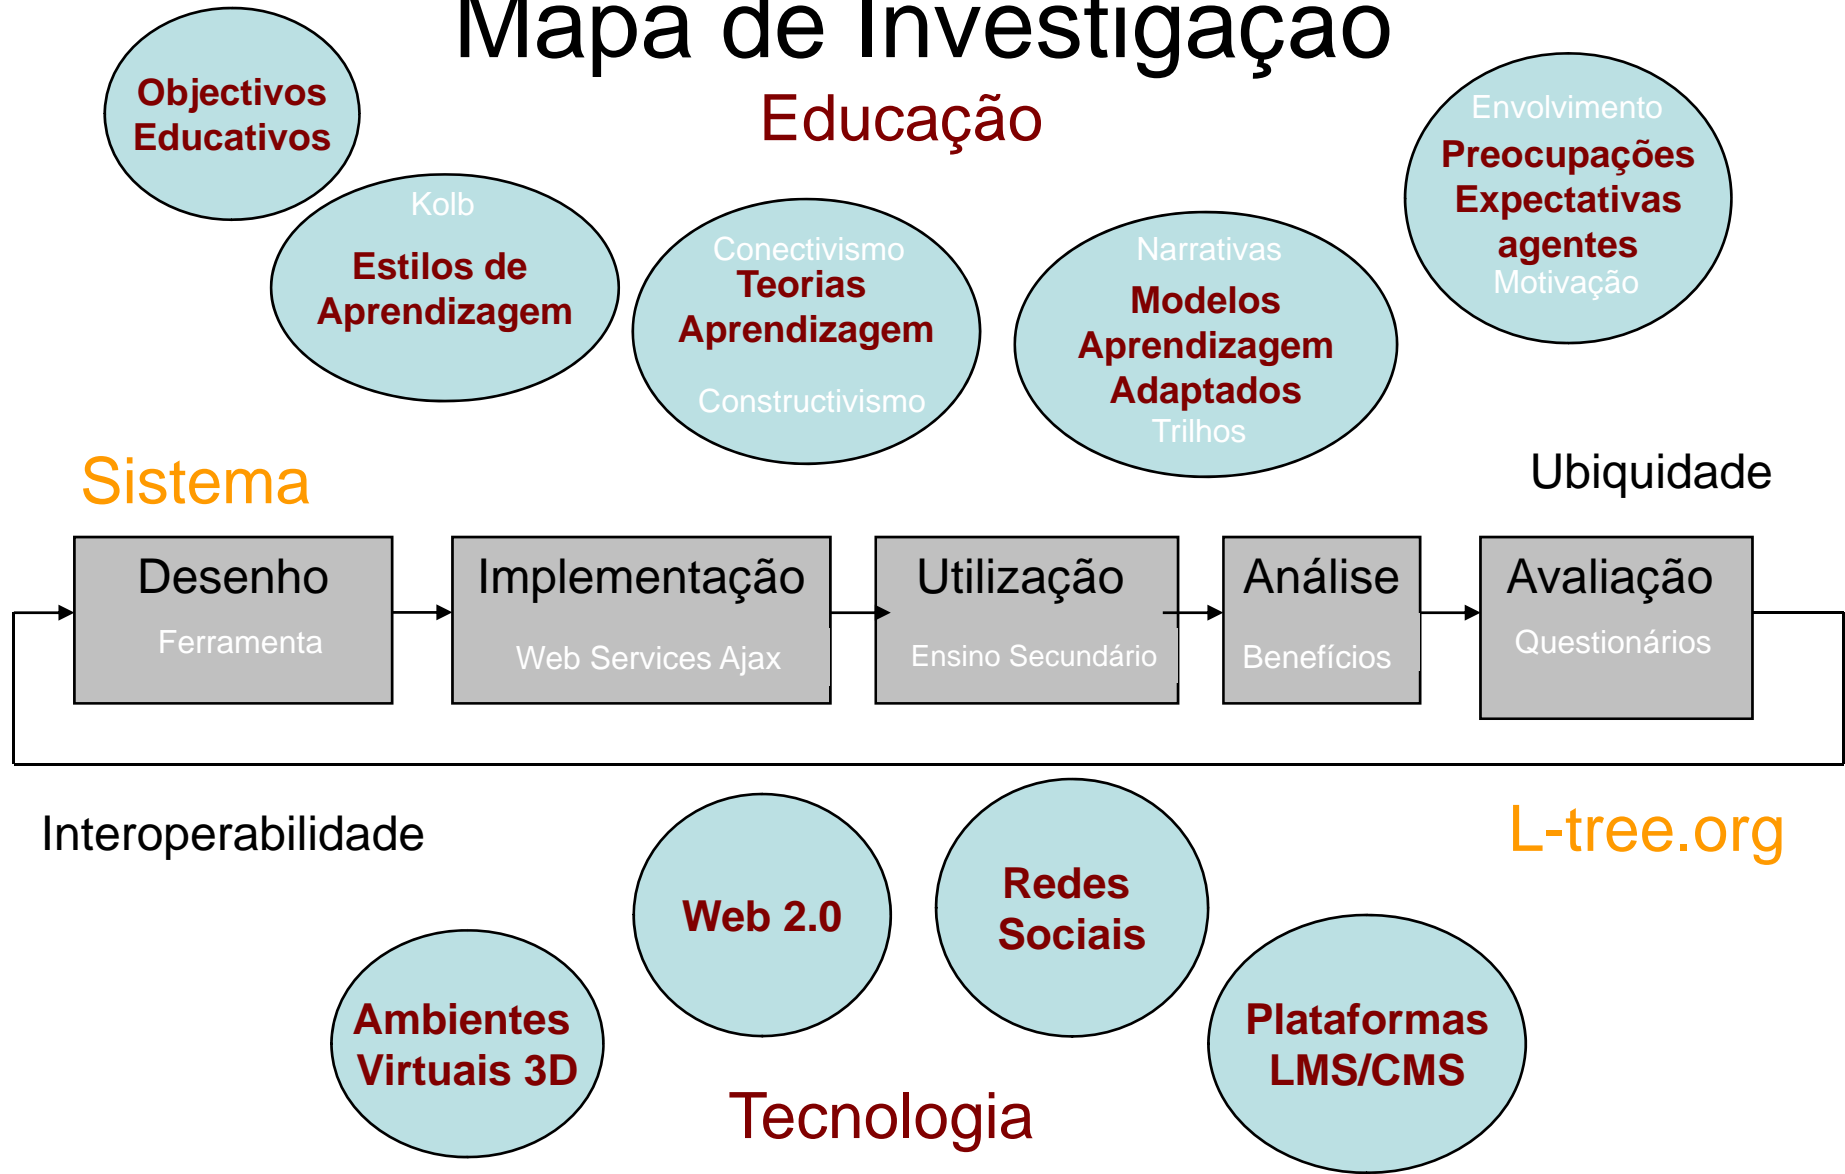 Mapa de Investigação
Educação
Objectivos
Educativos
Kolb
Estilos de
Aprendizagem
Conectivismo
Teorias
Aprendizagem
Constructivismo
Narrativas
Modelos
Aprendizagem
Adaptados
Trilhos
Envolvimento
Preocupações
Expectativas
agentes
Motivação
Sistema
Ubiquidade
Desenho
Ferramenta
Implementação
Web Services Ajax
Utilização
Ensino Secundário
Análise
Benefícios
Avaliação
Questionários
Interoperabilidade
L-tree.org
Web 2.0
Redes
Sociais
Ambientes
Virtuais 3D
Plataformas
LMS/CMS
Tecnologia